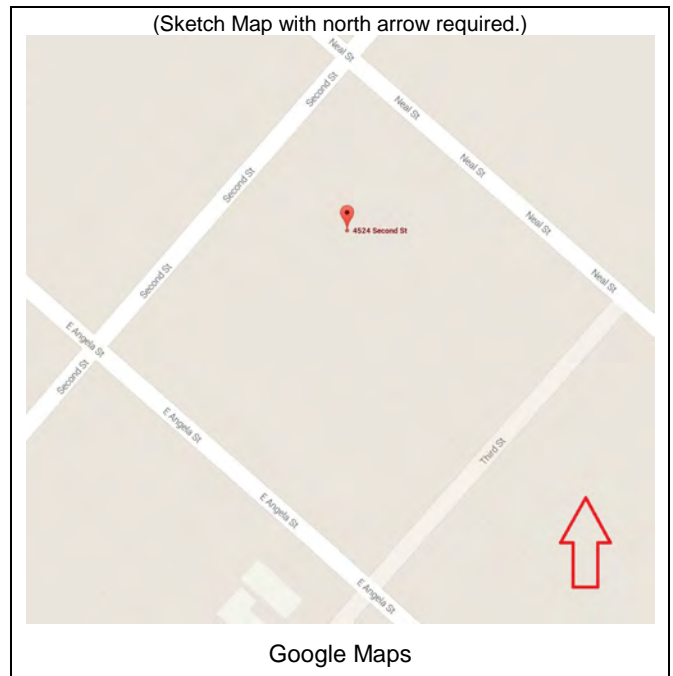 (Sketch Map with north arrow required.)
Neal St
Second St
Neal St
Neal St
Second St
Neal St
4524 Second St
Second St
Neal St
E Angela St
Second St
E Angela St
Third St
E Angela St
E Angela St
Google Maps